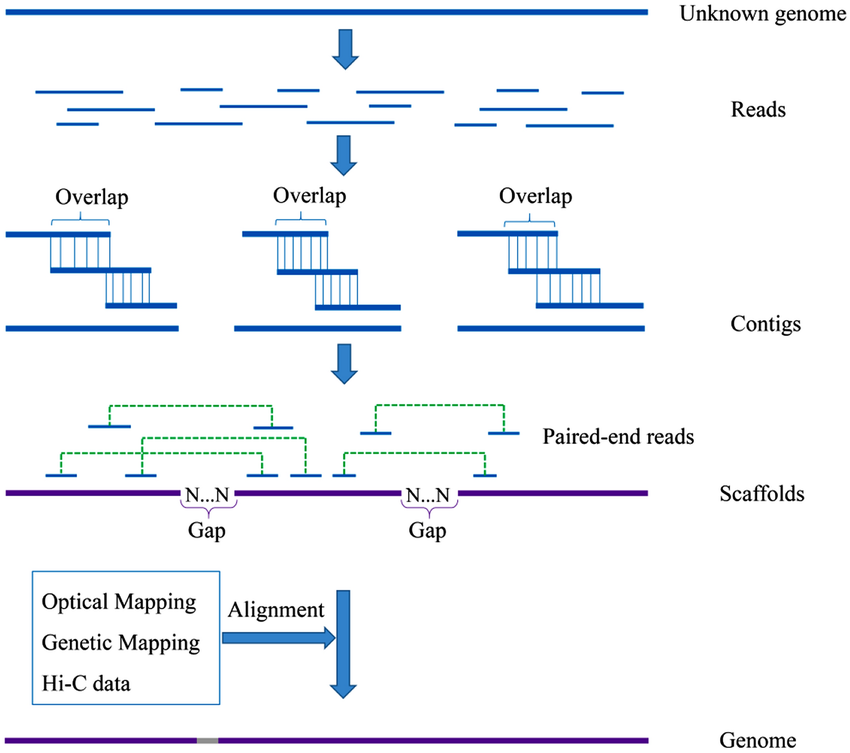 Unknown genome
Reads
Overlap
Overlap
Overlap
Contigs
Paired-end reads
N...N
N...N
Scaffolds
Gap
Gap
Optical Mapping
Genetic Mapping
Hi-C data
Alignment
Genome